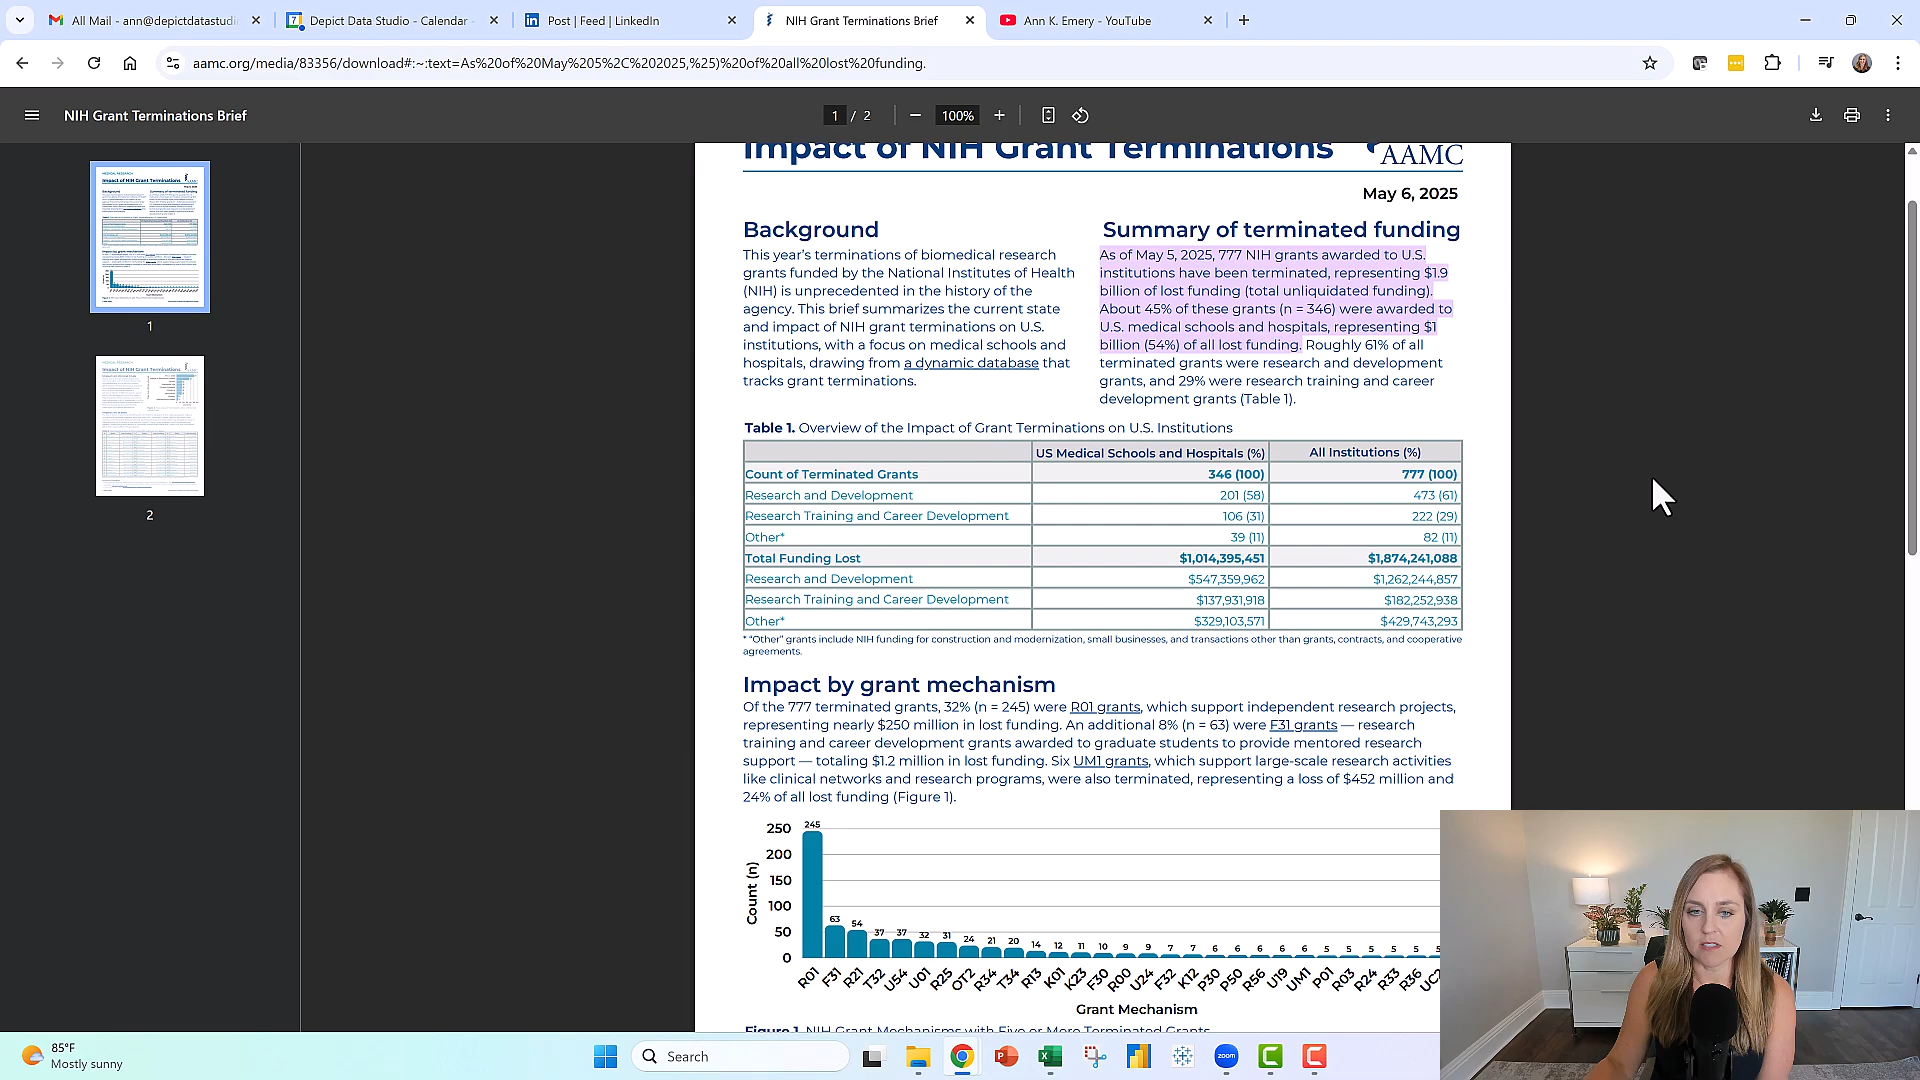 All Mail - ann@depictdatastudi
Depict Data Studio - Calendar
Post | Feed | LinkedIn
NIH Grant Terminations Brief
Ann K. Emery - YouTube
aamc.org/media/83356/download#:~:text=As%20of%20May%205%2C%202025,%25)%20of%20all%20lost%20funding.
NIH Grant Terminations Brief
1 / 2
100%
1
2
Impact of NIH Grant Terminations
AAMC
May 6, 2025
Background
This year's terminations of biomedical research
grants funded by the National Institutes of Health
(NIH) is unprecedented in the history of the
agency. This brief summarizes the current state
and impact of NIH grant terminations on U.S.
institutions, with a focus on medical schools and
hospitals, drawing from a dynamic database that
tracks grant terminations.
Summary of terminated funding
As of May 5, 2025, 777 NIH grants awarded to U.S.
institutions have been terminated, representing $1.9
billion of lost funding (total unliquidated funding).
About 45% of these grants (n = 346) were awarded to
U.S. medical schools and hospitals, representing $1
billion (54%) of all lost funding. Roughly 61% of all
terminated grants were research and development
grants, and 29% were research training and career
development grants (Table 1).
Table 1. Overview of the Impact of Grant Terminations on U.S. Institutions
US Medical Schools and Hospitals (%) All Institutions (%)
Count of Terminated Grants 346 (100) 777 (100)
Research and Development 201 (58) 473 (61)
Research Training and Career Development 106 (31) 222 (29)
Other* 39 (11) 82 (11)
Total Funding Lost $1,014,395,451 $1,874,241,088
Research and Development $547,359,962 $1,262,244,857
Research Training and Career Development $137,931,918 $182,252,938
Other* $329,103,571 $429,743,293
* "Other" grants include NIH funding for construction and modernization, small businesses, and transactions other than grants, contracts, and cooperative
agreements.
Impact by grant mechanism
Of the 777 terminated grants, 32% (n = 245) were R01 grants, which support independent research projects,
representing nearly $250 million in lost funding. An additional 8% (n = 63) were F31 grants — research
training and career development grants awarded to graduate students to provide mentored research
support — totaling $1.2 million in lost funding. Six UM1 grants, which support large-scale research activities
like clinical networks and research programs, were also terminated, representing a loss of $452 million and
24% of all lost funding (Figure 1).
Count (n)
250
200
150
100
50
0
245 63 54 37 37 32 31 24 21 20 14 12 11 10 9 9 7 7 6 6 6 6 6 5 5 5 5 5 5
R01 F31 R21 T32 U54 U01 R25 OT2 R34 T34 R13 K01 K23 F30 R00 U24 F32 K12 P30 P50 R56 U19 UM1 P01 R03 R24 R33 R36 UC2
Grant Mechanism
Figure 1. NIH Grant Mechanisms with Five or More Terminated Grants
85°F
Mostly sunny
Search
zoom